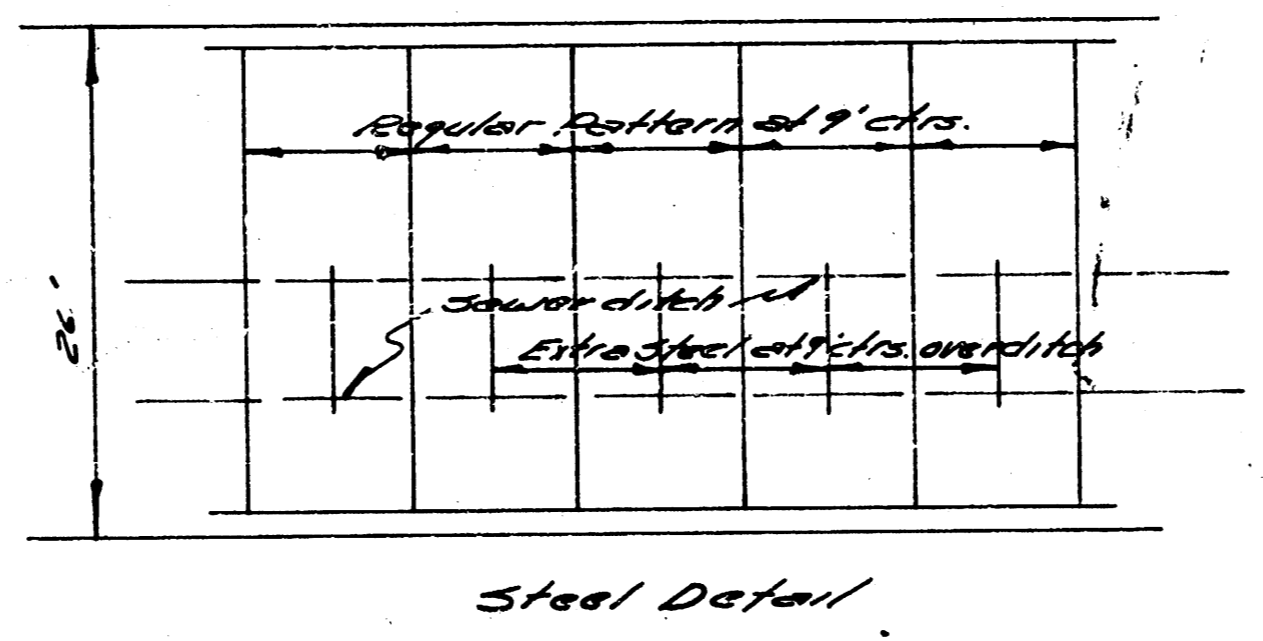 Regular Pattern at 9' ctrs.
26'
Sewer ditch
Extra Steel at 9' ctrs. over ditch
Steel Detail